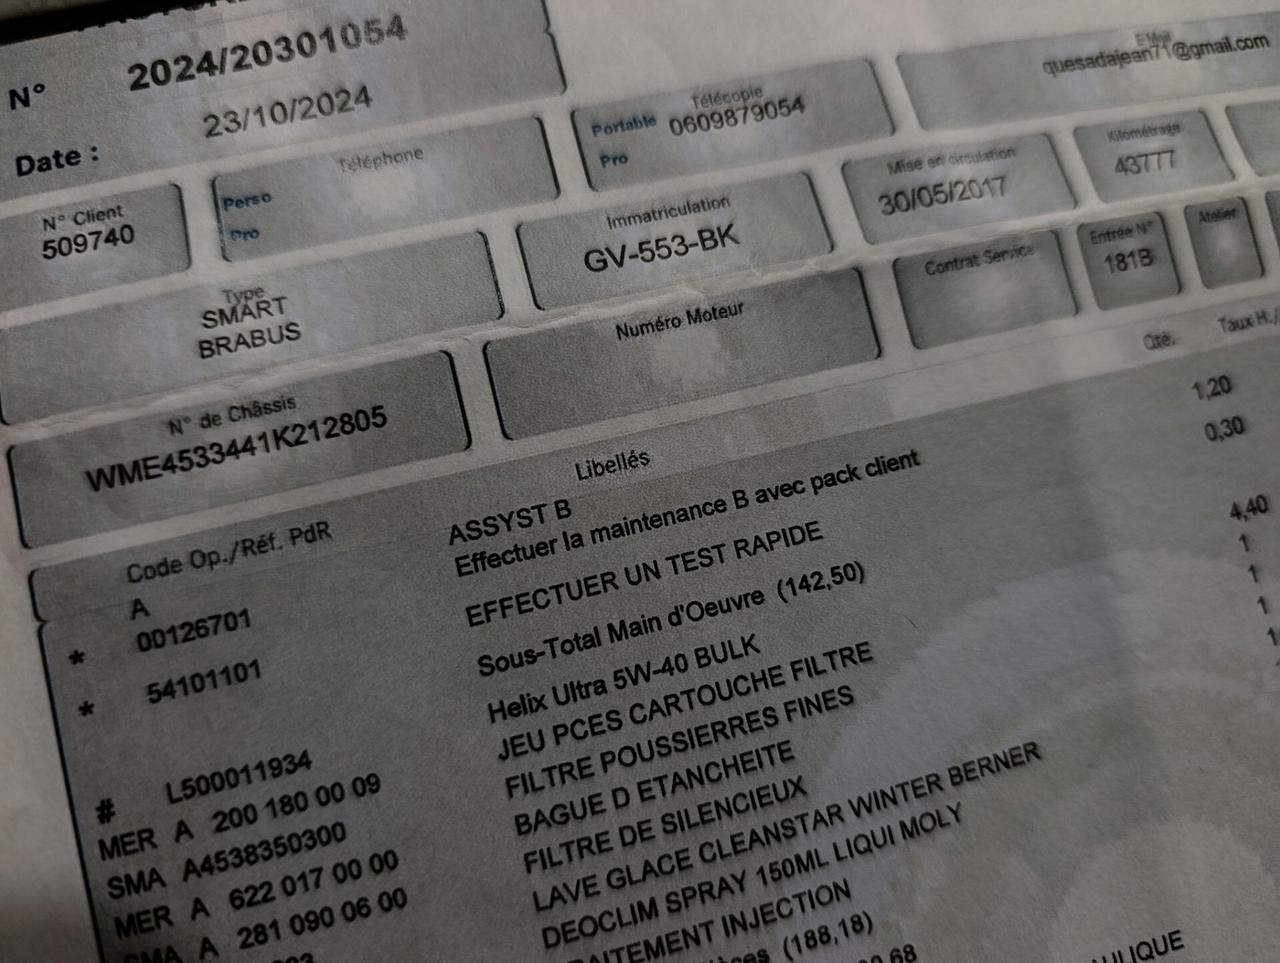 N° 2024/20301054
Date : 23/10/2024
E-Mail
quesadajean71@gmail.com
Télécopie
Portable 0609879054
Pro
Téléphone
Perso
Pro
N° Client
509740
Kilométrage
43777
Mise en circulation
30/05/2017
Immatriculation
GV-553-BK
Type
SMART
BRABUS
Atelier
Entrée N°
181B
Contrat Service
Numéro Moteur
N° de Châssis
WME4533441K212805
Code Op./Réf. PdR Libellés Qté. Taux H./
A ASSYST B
* 00126701 Effectuer la maintenance B avec pack client 1,20
* 54101101 EFFECTUER UN TEST RAPIDE 0,30
Sous-Total Main d'Oeuvre (142,50)
# L500011934 Helix Ultra 5W-40 BULK 4,40
MER A 200 180 00 09 JEU PCES CARTOUCHE FILTRE 1
SMA A4538350300 FILTRE POUSSIERRES FINES 1
MER A 622 017 00 00 BAGUE D ETANCHEITE 1
SMA A 281 090 06 00 FILTRE DE SILENCIEUX 1
LAVE GLACE CLEANSTAR WINTER BERNER
DEOCLIM SPRAY 150ML LIQUI MOLY
AITEMENT INJECTION
ièces (188,18)
0,68
AULIQUE